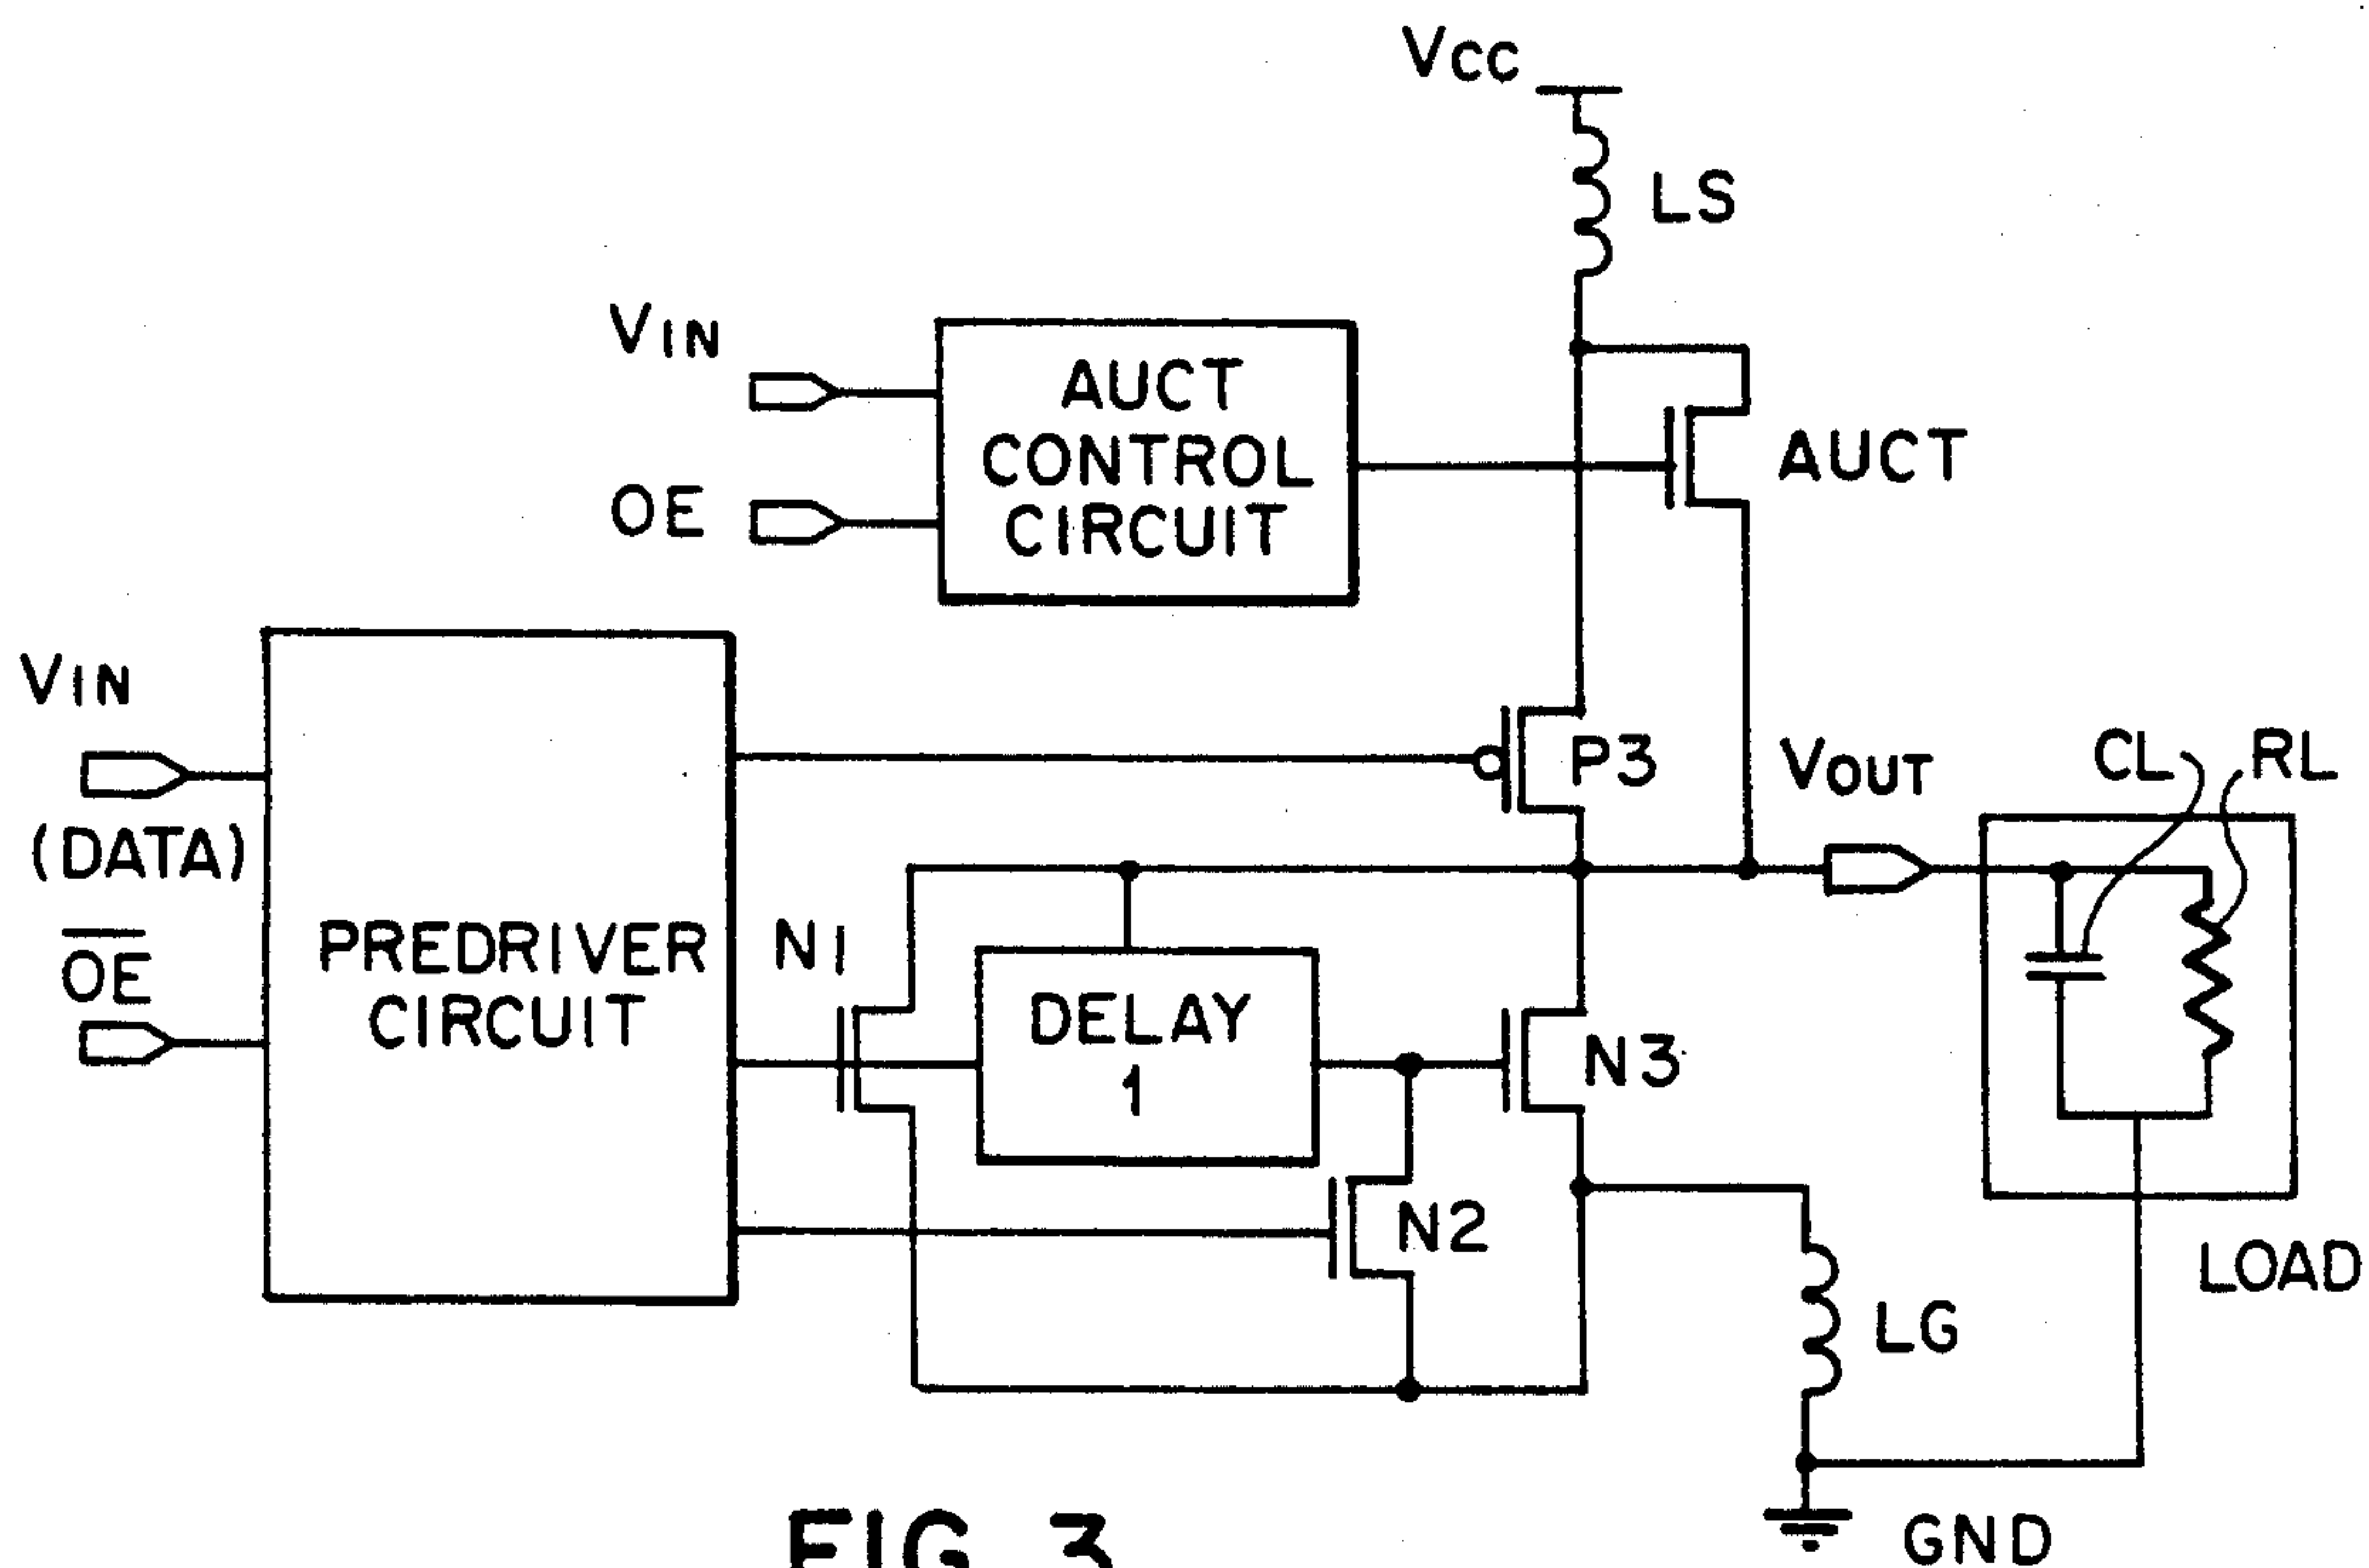 VCC
LS
VIN
OE
AUCT
CONTROL
CIRCUIT
AUCT
VIN
(DATA)
O̅E̅
PREDRIVER
CIRCUIT
P3
VOUT
CL
RL
N1
DELAY
1
N3
N2
LOAD
LG
GND
FIG. 3